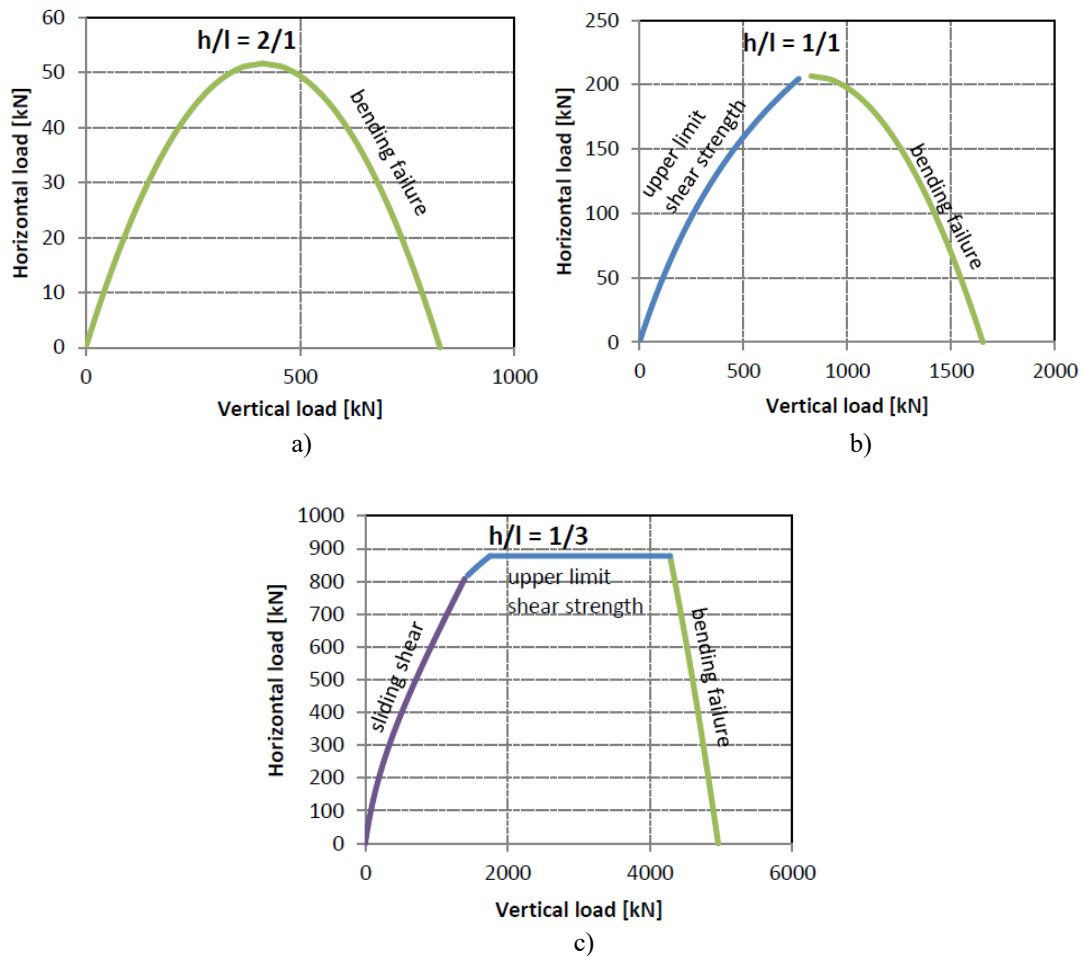 h/l = 2/1
60
50
40
30
20
10
0
Horizontal load [kN]
bending failure
0 500 1000
Vertical load [kN]
a)
h/l = 1/1
250
200
150
100
50
0
Horizontal load [kN]
upper limit
shear strength
bending failure
0 500 1000 1500 2000
Vertical load [kN]
b)
h/l = 1/3
1000
900
800
700
600
500
400
300
200
100
0
Horizontal load [kN]
sliding shear
upper limit
shear strength
bending failure
0 2000 4000 6000
Vertical load [kN]
c)